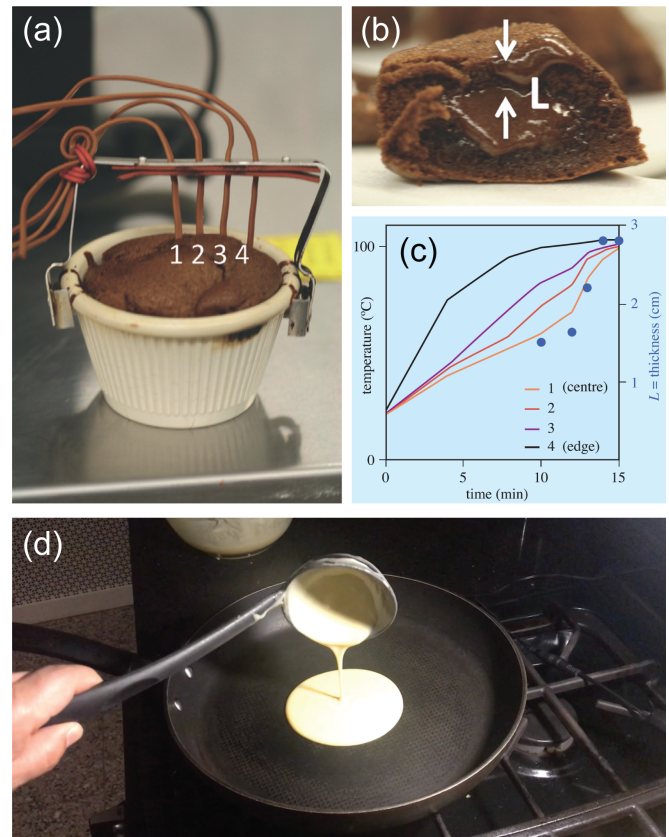 (a)
1 2 3 4
(b)
L
(c)
100
0
temperature (°C)
3
2
1
L = thickness (cm)
1 (centre)
2
3
4 (edge)
0 5 10 15
time (min)
(d)